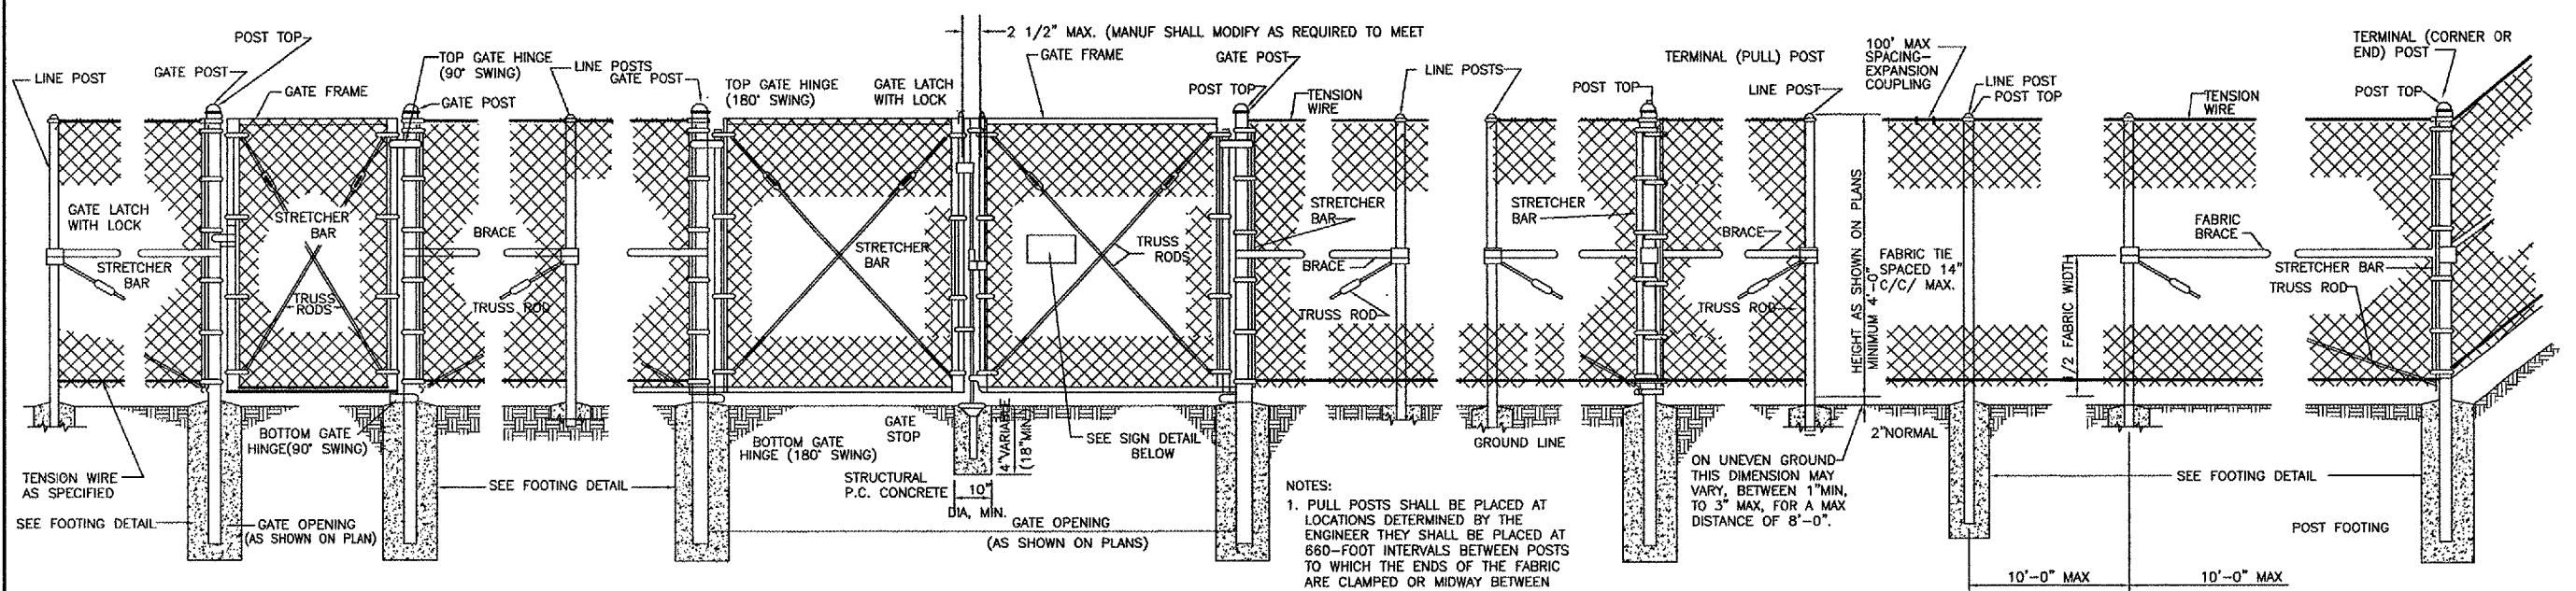 POST TOP
2 1/2" MAX. (MANUF SHALL MODIFY AS REQUIRED TO MEET
LINE POST
GATE POST
GATE FRAME
TOP GATE HINGE
(90° SWING)
GATE POST
LINE POSTS
GATE POST
TOP GATE HINGE
(180° SWING)
GATE LATCH
WITH LOCK
GATE FRAME
GATE POST
POST TOP
TENSION
WIRE
LINE POSTS
POST TOP
TERMINAL (PULL) POST
LINE POST
100' MAX
SPACING-
EXPANSION
COUPLING
LINE POST
POST TOP
TENSION
WIRE
TERMINAL (CORNER OR
END) POST
POST TOP
GATE LATCH
WITH LOCK
STRETCHER
BAR
STRETCHER
BAR
TRUSS
RODS
BRACE
TRUSS ROD
STRETCHER
BAR
TRUSS
RODS
STRETCHER
BAR
BRACE
TRUSS ROD
STRETCHER
BAR
BRACE
TRUSS ROD
HEIGHT AS SHOWN ON PLANS
MINIMUM 4'-0"
FABRIC TIE
SPACED 14"
C/C/ MAX.
1/2 FABRIC WIDTH
FABRIC
BRACE
STRETCHER BAR
TRUSS ROD
TENSION WIRE
AS SPECIFIED
SEE FOOTING DETAIL
GATE OPENING
(AS SHOWN ON PLAN)
BOTTOM GATE
HINGE(90° SWING)
SEE FOOTING DETAIL
BOTTOM GATE
HINGE (180° SWING)
GATE
STOP
STRUCTURAL
P.C. CONCRETE
4"VARIABLE
(18"MIN)
10"
DIA, MIN.
GATE OPENING
(AS SHOWN ON PLANS)
SEE SIGN DETAIL
BELOW
GROUND LINE
NOTES:
1. PULL POSTS SHALL BE PLACED AT
LOCATIONS DETERMINED BY THE
ENGINEER THEY SHALL BE PLACED AT
660-FOOT INTERVALS BETWEEN POSTS
TO WHICH THE ENDS OF THE FABRIC
ARE CLAMPED OR MIDWAY BETWEEN
ON UNEVEN GROUND
THIS DIMENSION MAY
VARY, BETWEEN 1"MIN,
TO 3" MAX, FOR A MAX
DISTANCE OF 8'-0".
2"NORMAL
SEE FOOTING DETAIL
POST FOOTING
10'-0" MAX
10'-0" MAX